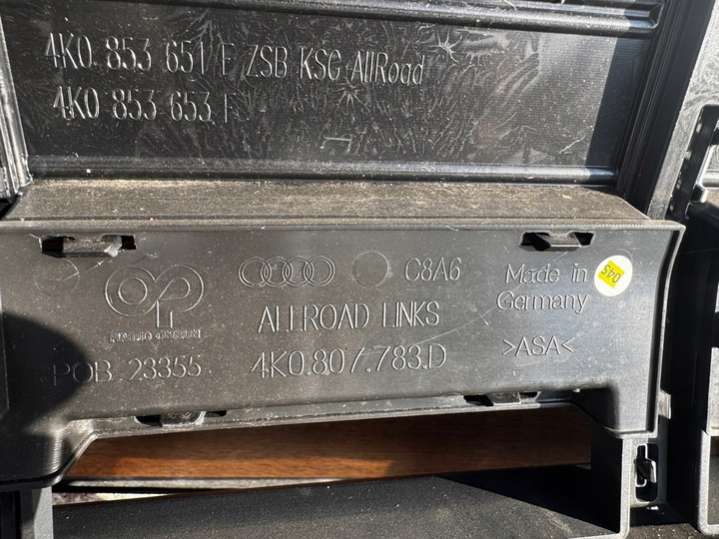 4K0 853 651 F ZSB KSG AllRoad
4K0 853 653 F
C8A6
Made in
Germany
045
ALLROAD LINKS
POB 23355
4K0.807.783.D
>ASA<